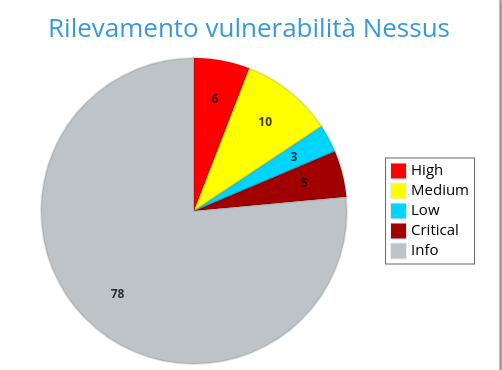 Rilevamento vulnerabilità Nessus
6
10
3
5
78
High
Medium
Low
Critical
Info